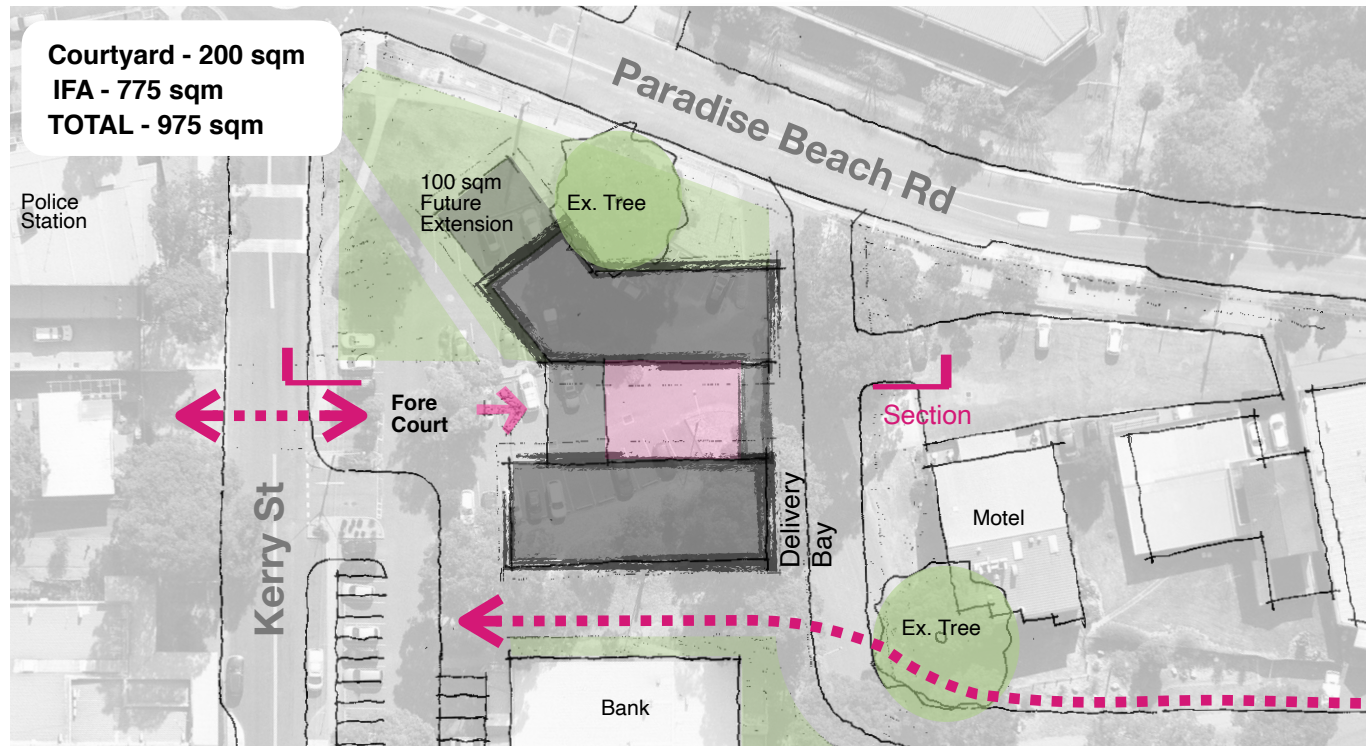 Courtyard - 200 sqm
IFA - 775 sqm
TOTAL - 975 sqm
Paradise Beach Rd
Police
Station
100 sqm
Future
Extension
Ex. Tree
Fore
Court
Section
Kerry St
Delivery
Bay
Motel
Ex. Tree
Bank